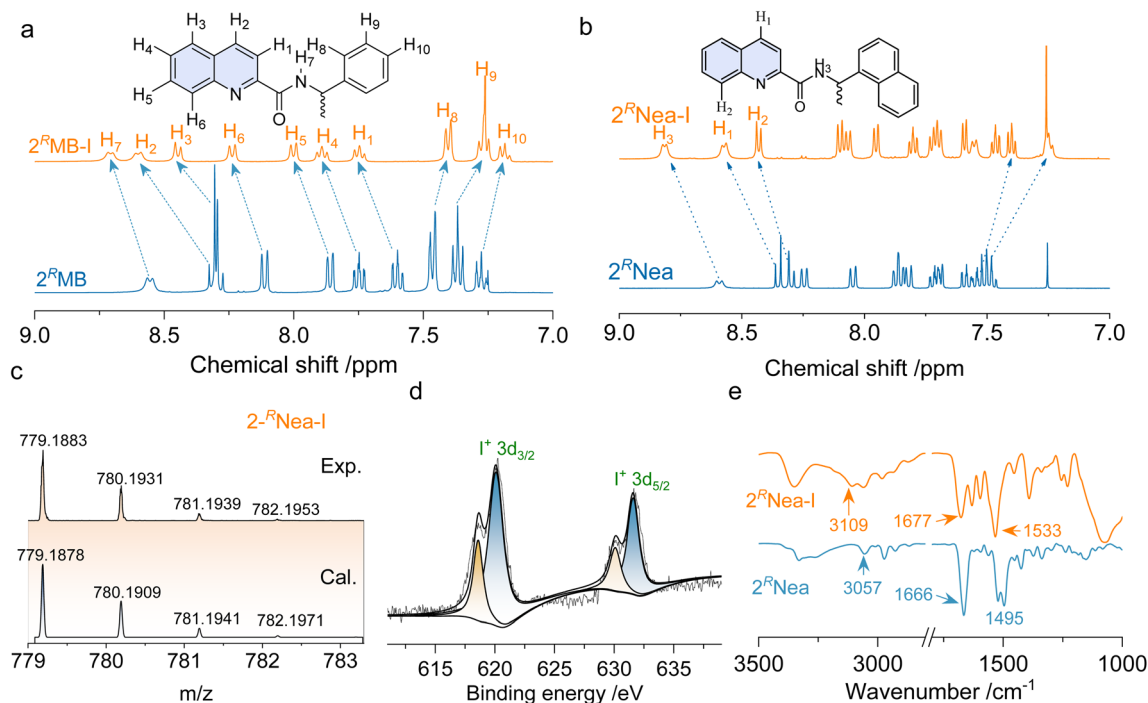 a
H3 H2 H9
H4 H1 H8 H10
H
N
H7
H5 N
O
H6
2RMB-I
H7 H2 H3 H6 H5 H4 H1 H8 H9 H10
2RMB
9.0 8.5 8.0 7.5 7.0
Chemical shift /ppm
b
H1
N
NH3
H2 O
2RNea-I
H3 H1 H2
2RNea
9.0 8.5 8.0 7.5 7.0
Chemical shift /ppm
c
2-RNea-I
779.1883
Exp.
780.1931
781.1939
782.1953
779.1878
Cal.
780.1909
781.1941
782.1971
779 780 781 782 783
m/z
d
I+ 3d3/2
I+ 3d5/2
615 620 625 630 635
Binding energy /eV
e
2RNea-I
3109 1677 1533
2RNea
3057 1666 1495
3500 3000 1500 1000
Wavenumber /cm-1